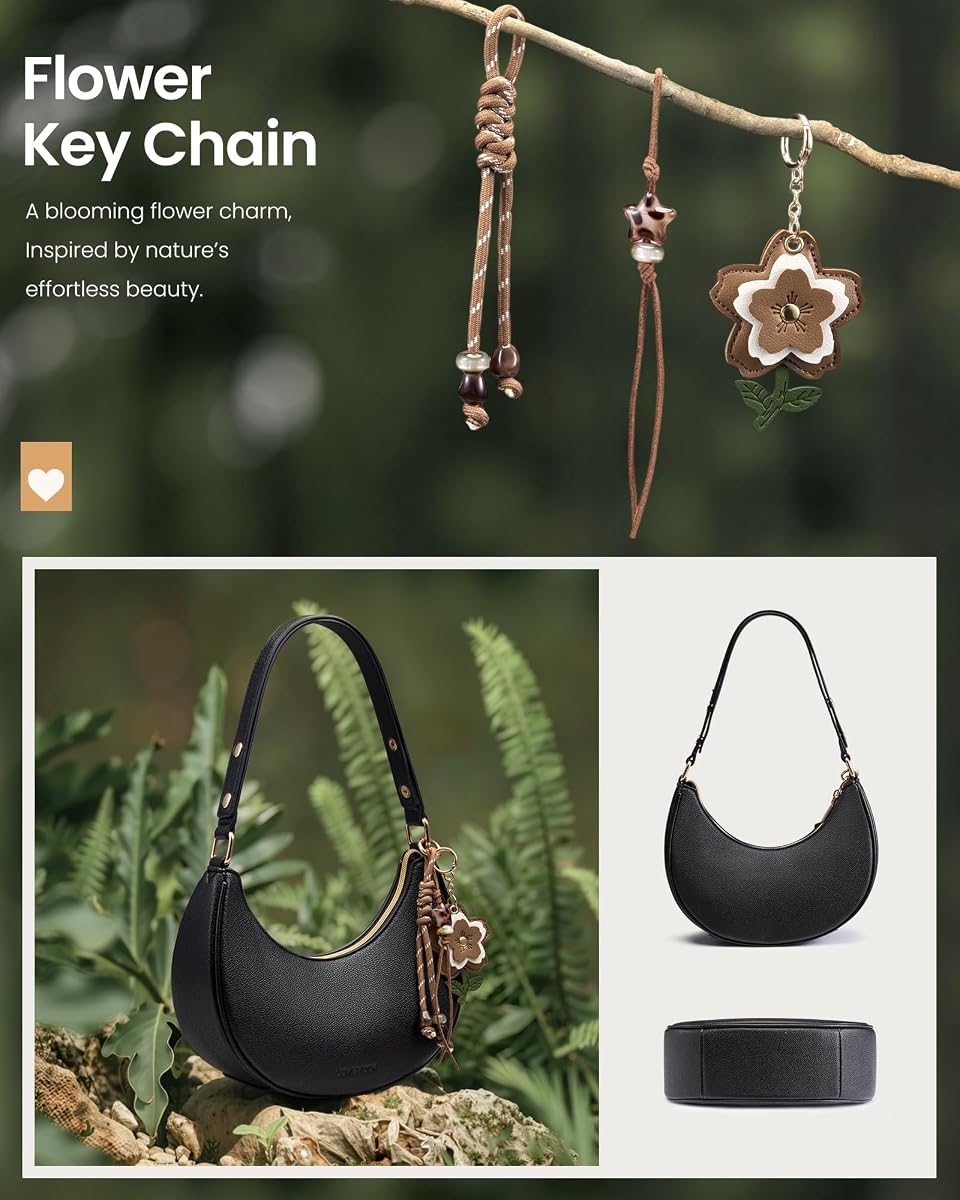 Flower
Key Chain
A blooming flower charm,
Inspired by nature's
effortless beauty.